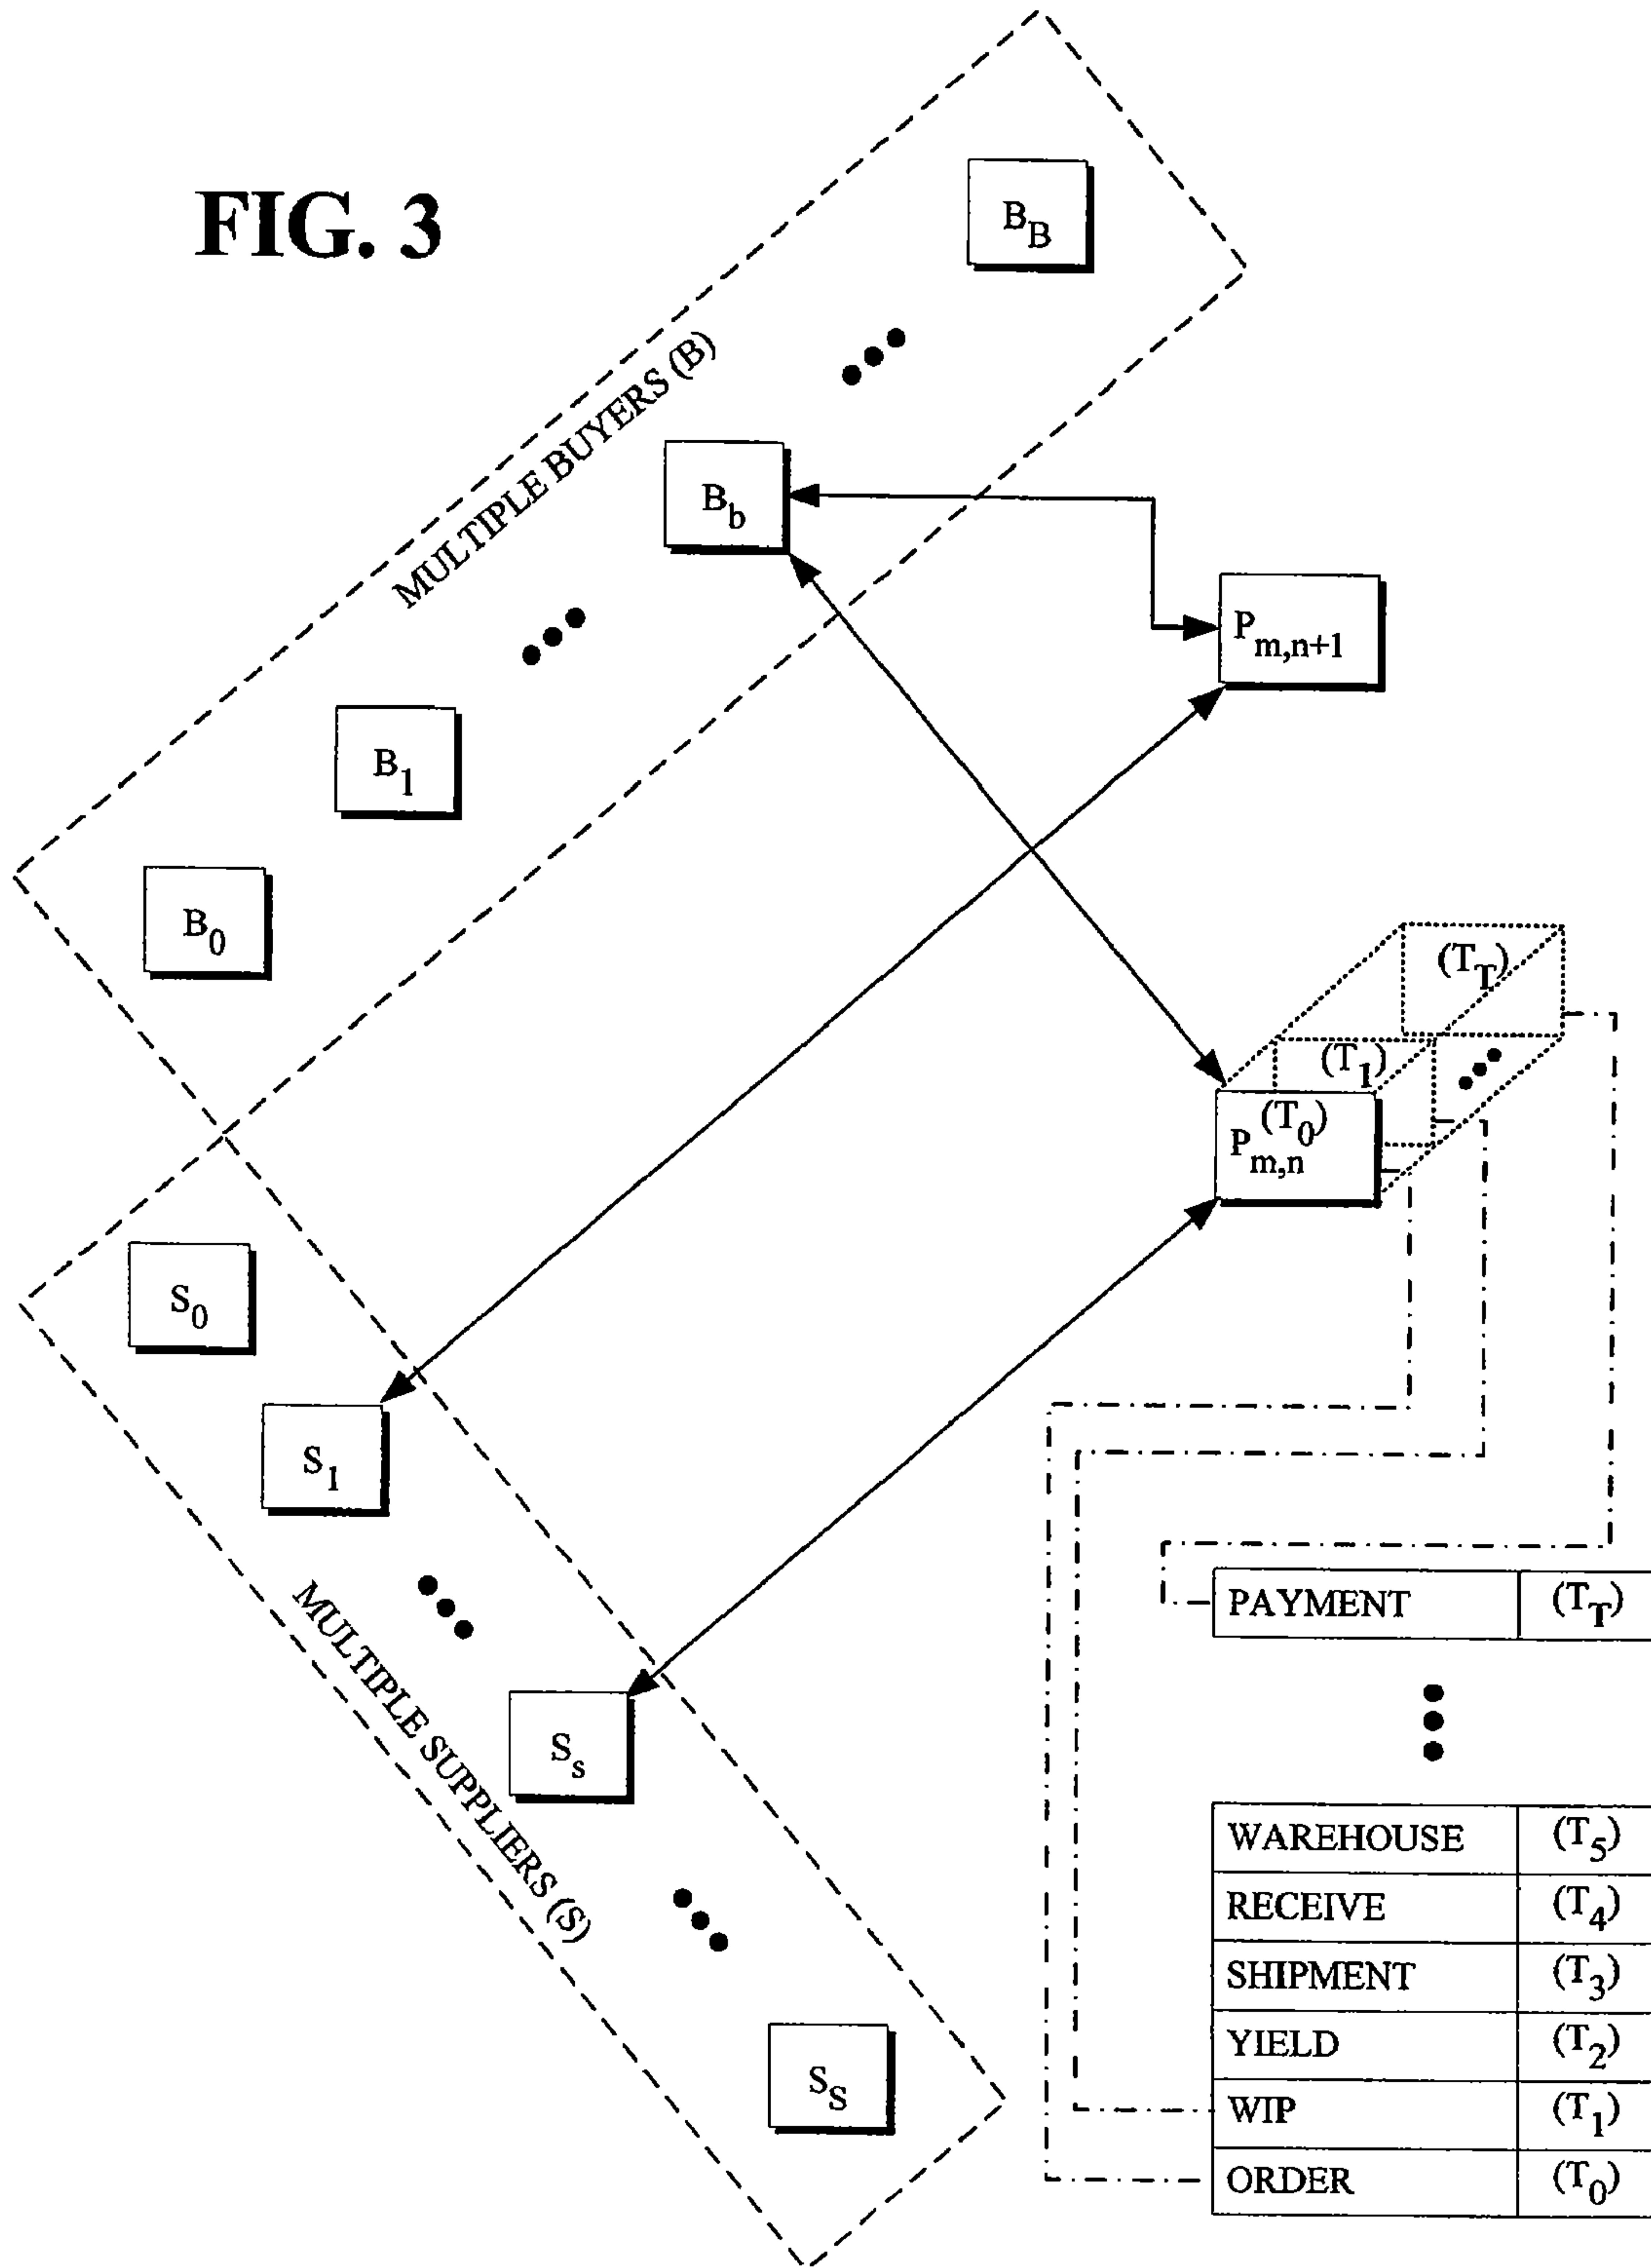 FIG. 3
B_B
MULTIPLE BUYERS (B)
B_b
P_m,n+1
B_1
B_0
(T_T)
(T_1)
(T_0)
P_m,n
S_0
S_1
MULTIPLE SUPPLIERS (S)
S_s
S_S
PAYMENT (T_T)
WAREHOUSE (T_5)
RECEIVE (T_4)
SHIPMENT (T_3)
YIELD (T_2)
WIP (T_1)
ORDER (T_0)